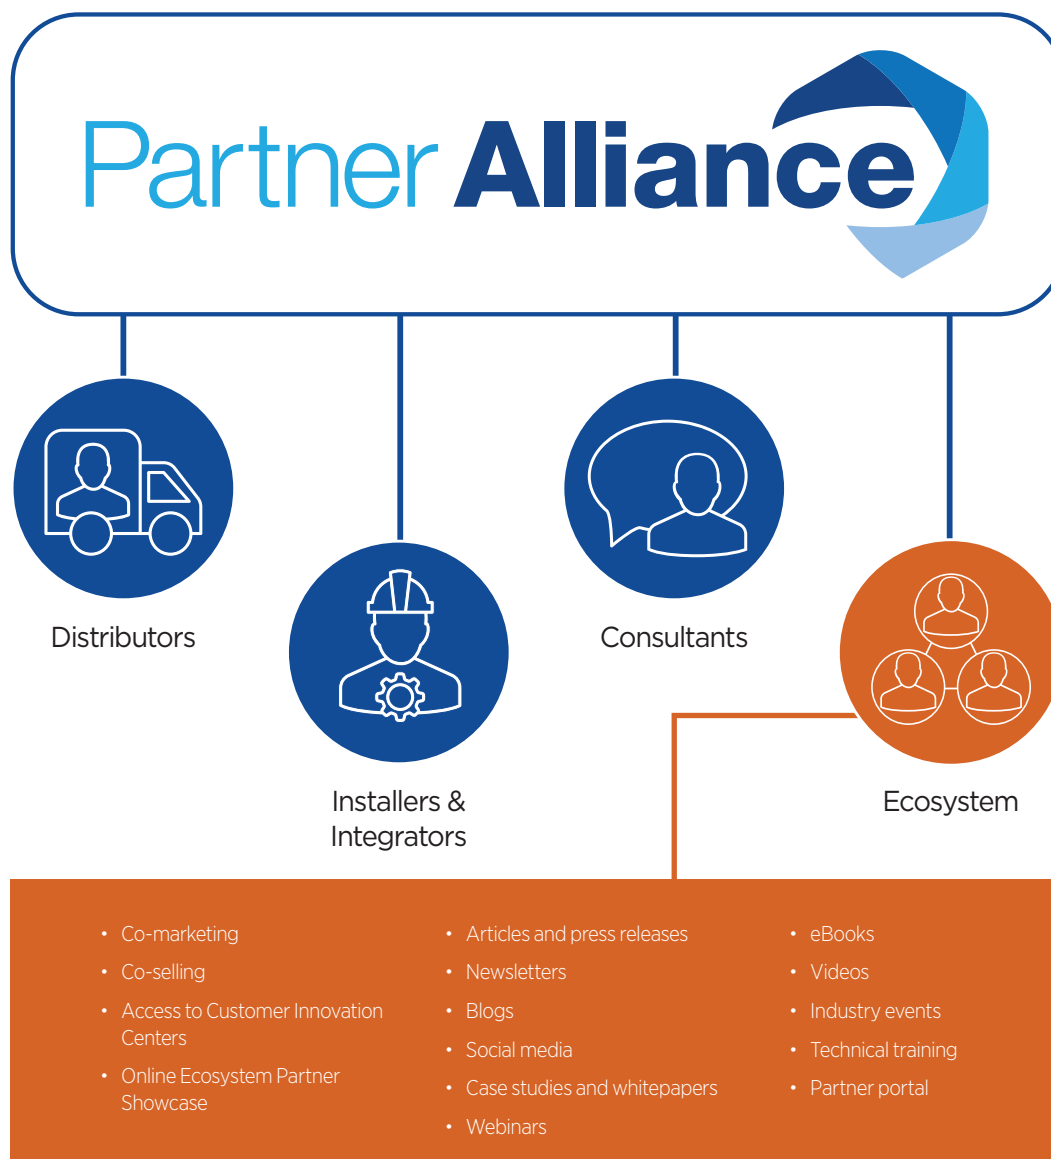 Partner Alliance
Distributors
Consultants
Installers &
Integrators
Ecosystem
• Co-marketing
• Co-selling
• Access to Customer Innovation
Centers
• Online Ecosystem Partner
Showcase
• Articles and press releases
• Newsletters
• Blogs
• Social media
• Case studies and whitepapers
• Webinars
• eBooks
• Videos
• Industry events
• Technical training
• Partner portal